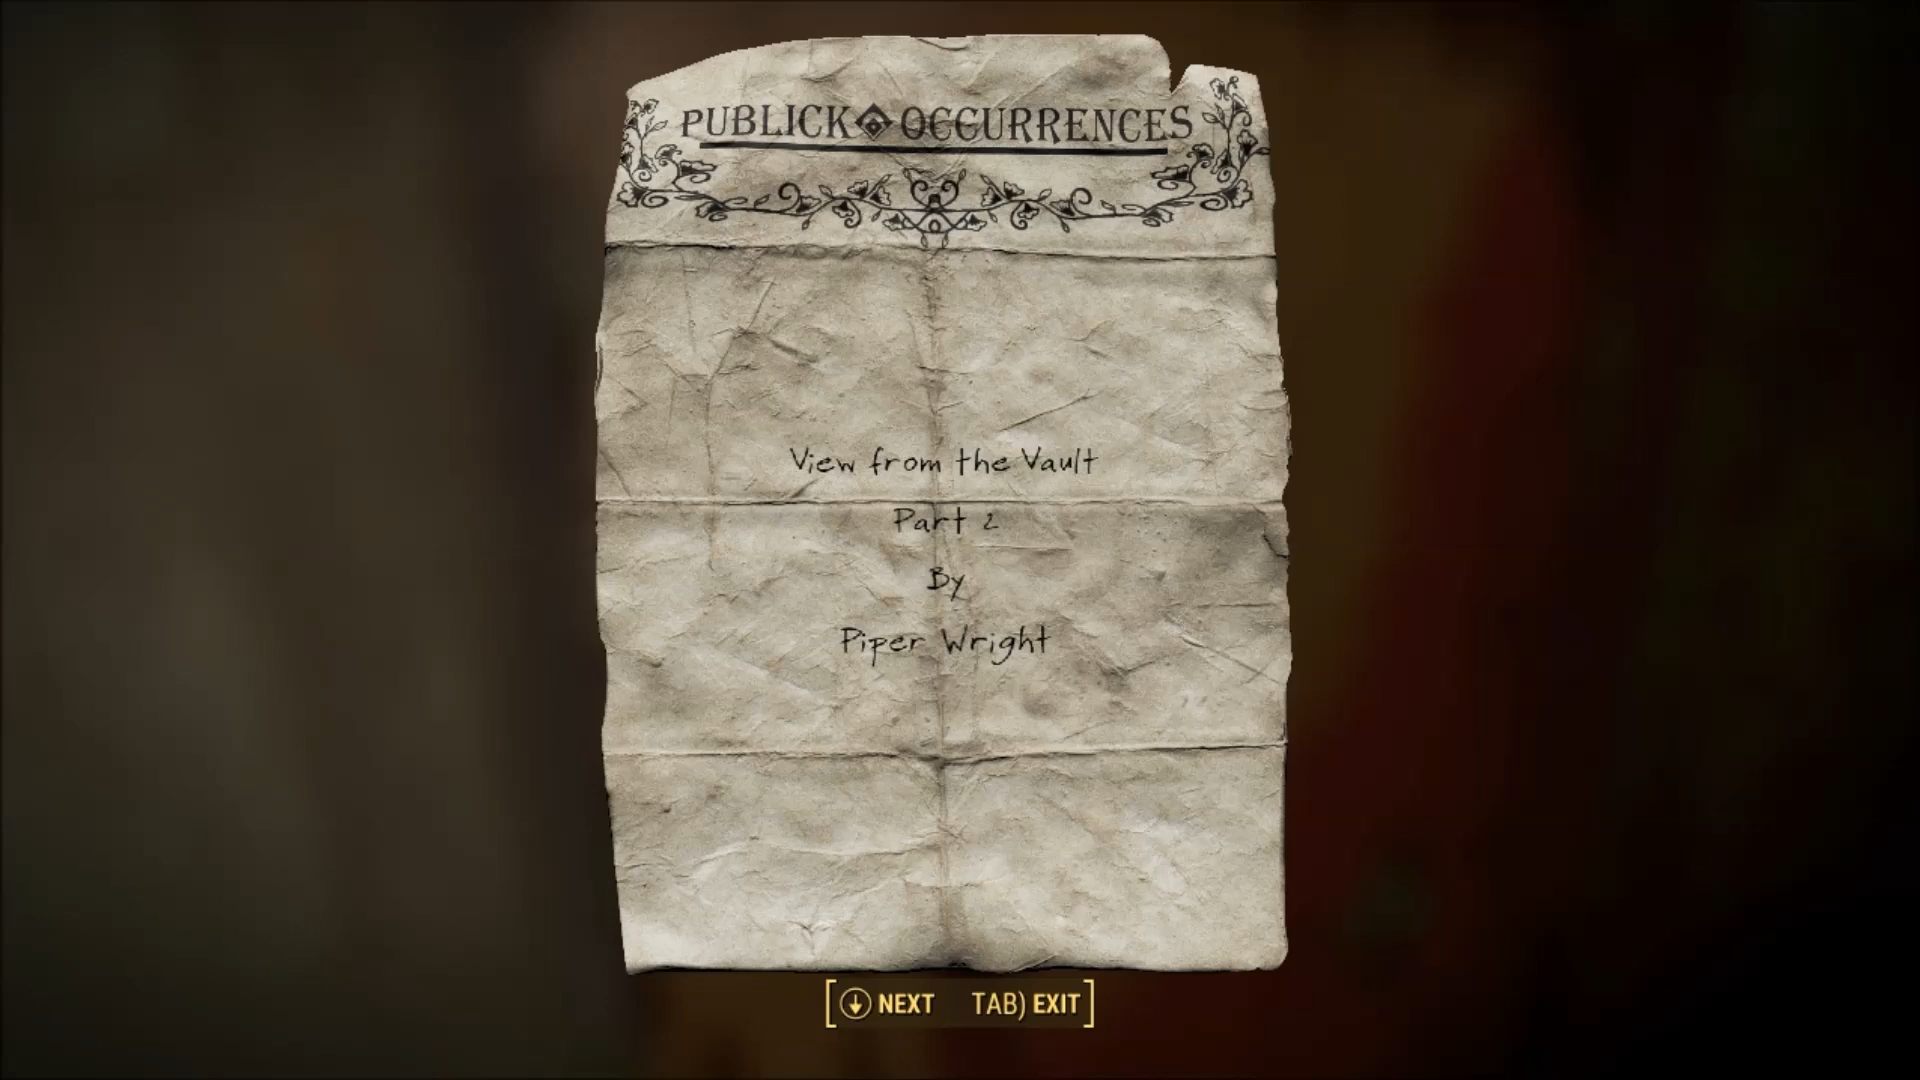 PUBLICK OCCURRENCES
View from the Vault
Part 2
By
Piper Wright
NEXT TAB) EXIT